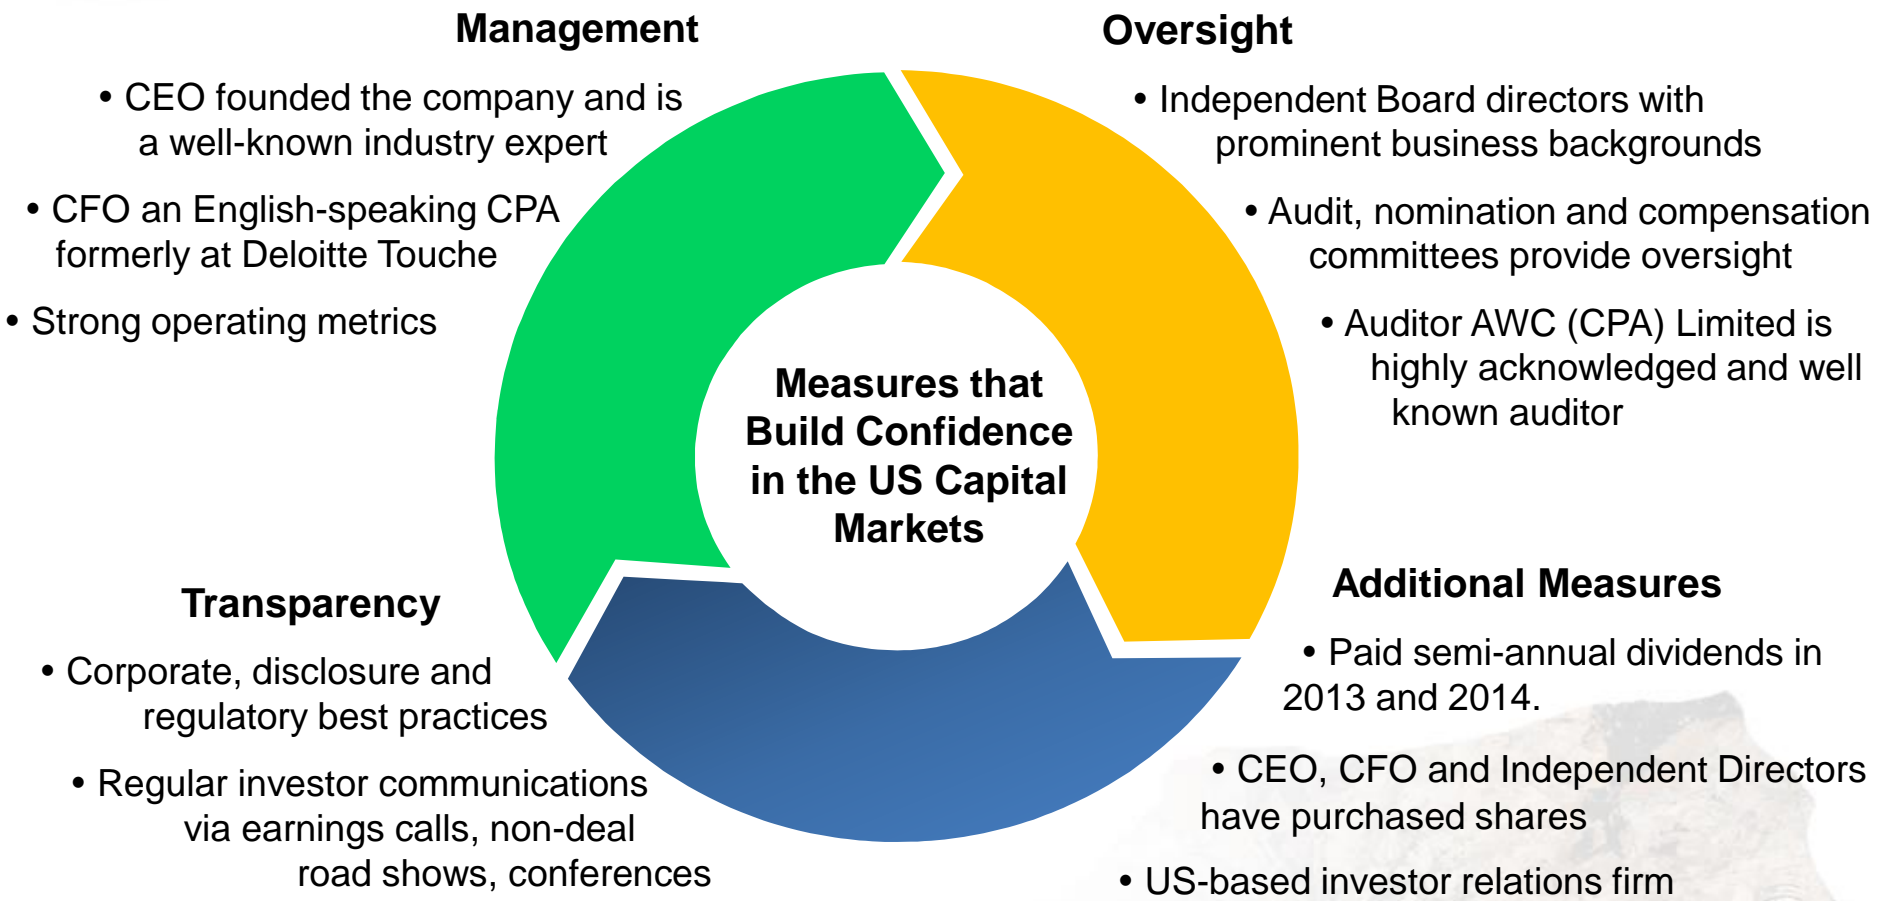 Management
• CEO founded the company and is
a well-known industry expert
• CFO an English-speaking CPA
formerly at Deloitte Touche
• Strong operating metrics
Oversight
• Independent Board directors with
prominent business backgrounds
• Audit, nomination and compensation
committees provide oversight
• Auditor AWC (CPA) Limited is
highly acknowledged and well
known auditor
Measures that
Build Confidence
in the US Capital
Markets
Transparency
• Corporate, disclosure and
regulatory best practices
• Regular investor communications
via earnings calls, non-deal
road shows, conferences
Additional Measures
• Paid semi-annual dividends in
2013 and 2014.
• CEO, CFO and Independent Directors
have purchased shares
• US-based investor relations firm